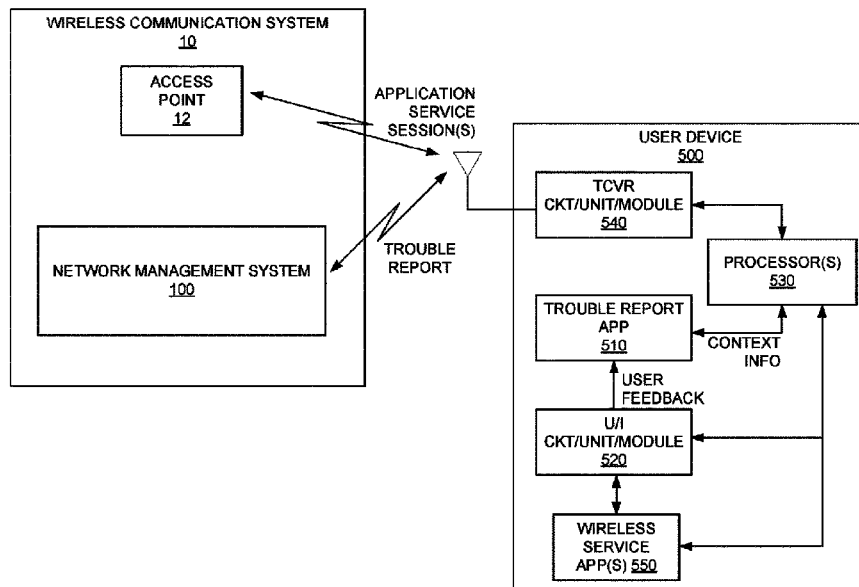 WIRELESS COMMUNICATION SYSTEM
10
ACCESS
POINT
12
APPLICATION
SERVICE
SESSION(S)
NETWORK MANAGEMENT SYSTEM
100
TROUBLE
REPORT
USER DEVICE
500
TCVR
CKT/UNIT/MODULE
540
PROCESSOR(S)
530
TROUBLE REPORT
APP
510
CONTEXT
INFO
USER
FEEDBACK
U/I
CKT/UNIT/MODULE
520
WIRELESS
SERVICE
APP(S) 550